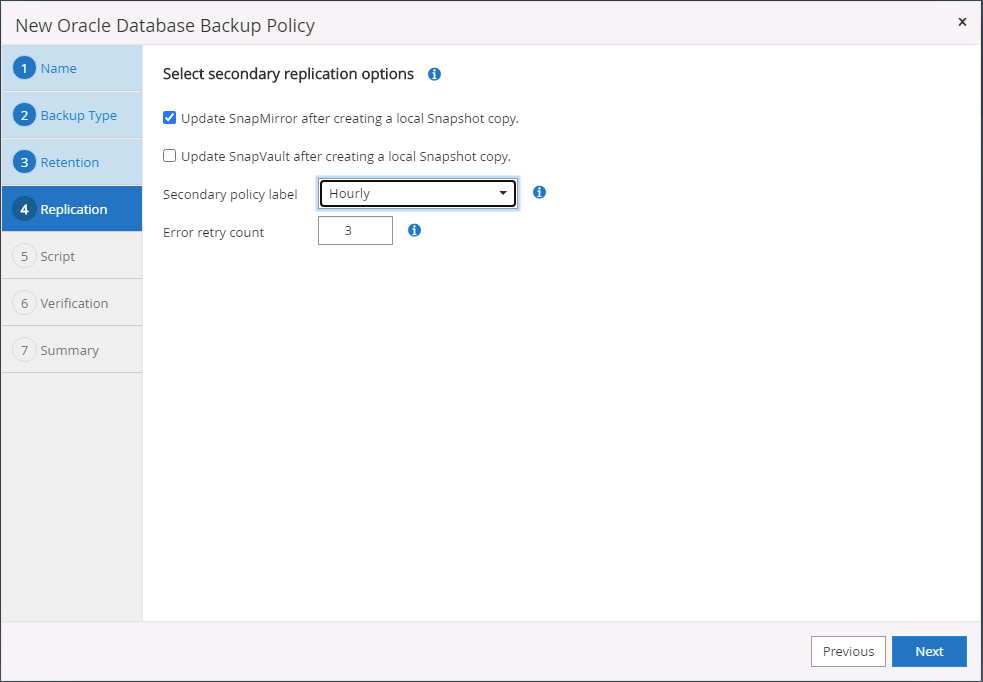 New Oracle Database Backup Policy
×
1 Name
2 Backup Type
3 Retention
4 Replication
5 Script
6 Verification
7 Summary
Select secondary replication options i
Update SnapMirror after creating a local Snapshot copy.
Update SnapVault after creating a local Snapshot copy.
Secondary policy label Hourly i
Error retry count 3 i
Previous Next